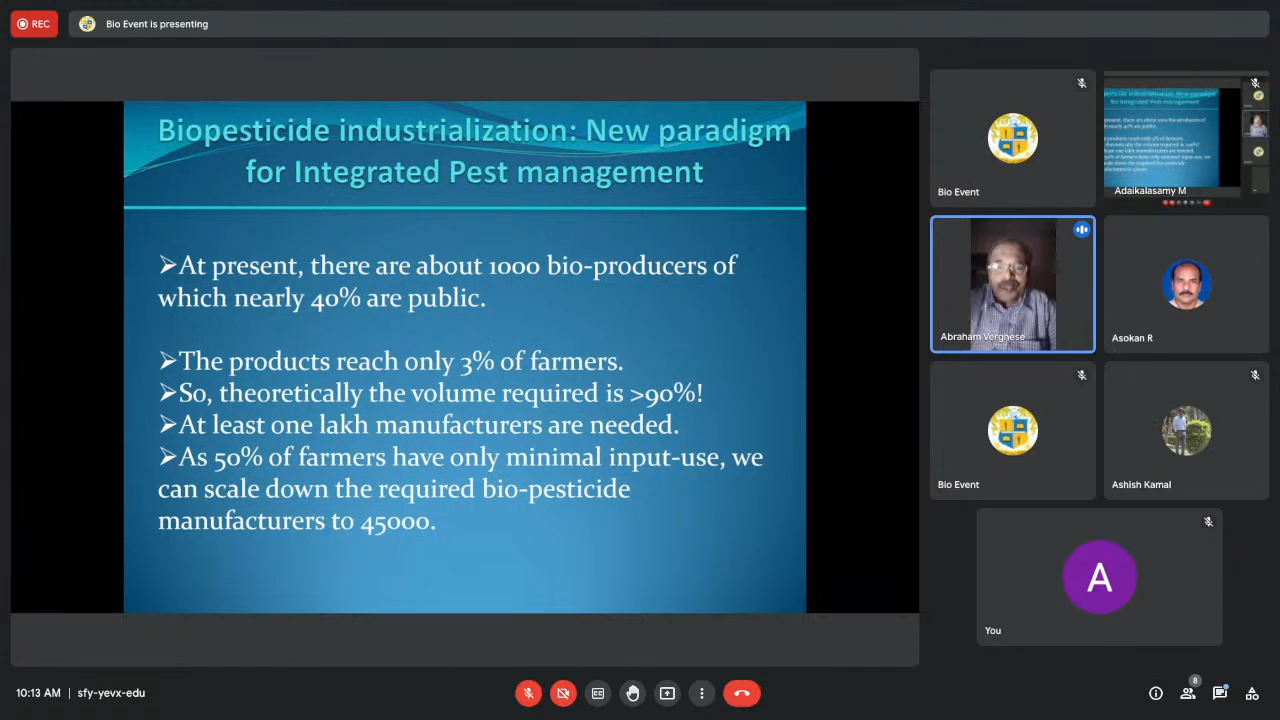 REC
Bio Event is presenting
Biopesticide industrialization: New paradigm
for Integrated Pest management
➢At present, there are about 1000 bio-producers of
which nearly 40% are public.
➢The products reach only 3% of farmers.
➢So, theoretically the volume required is >90%!
➢At least one lakh manufacturers are needed.
➢As 50% of farmers have only minimal input-use, we
can scale down the required bio-pesticide
manufacturers to 45000.
Bio Event
Adaikalasamy M
Abraham Verghese
Asokan R
Bio Event
Ashish Kamal
A
You
10:13 AM | sfy-yevx-edu
8